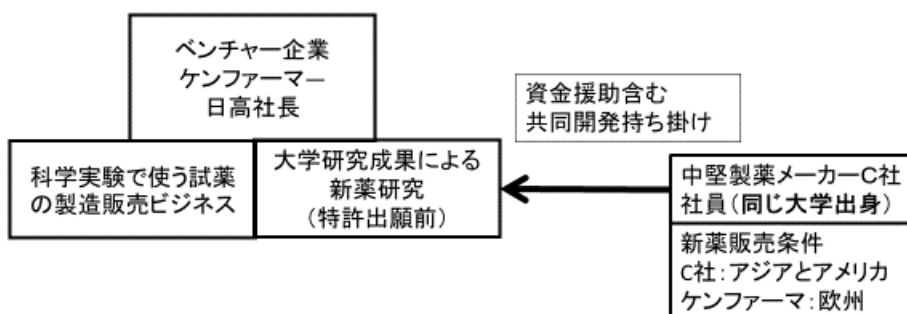 ベンチャー企業
ケンファーマー
日高社長
資金援助含む
共同開発持ち掛け
科学実験で使う試薬
の製造販売ビジネス
大学研究成果による
新薬研究
（特許出願前）
中堅製薬メーカーC社
社員（同じ大学出身）
新薬販売条件
C社：アジアとアメリカ
ケンファーマ：欧州